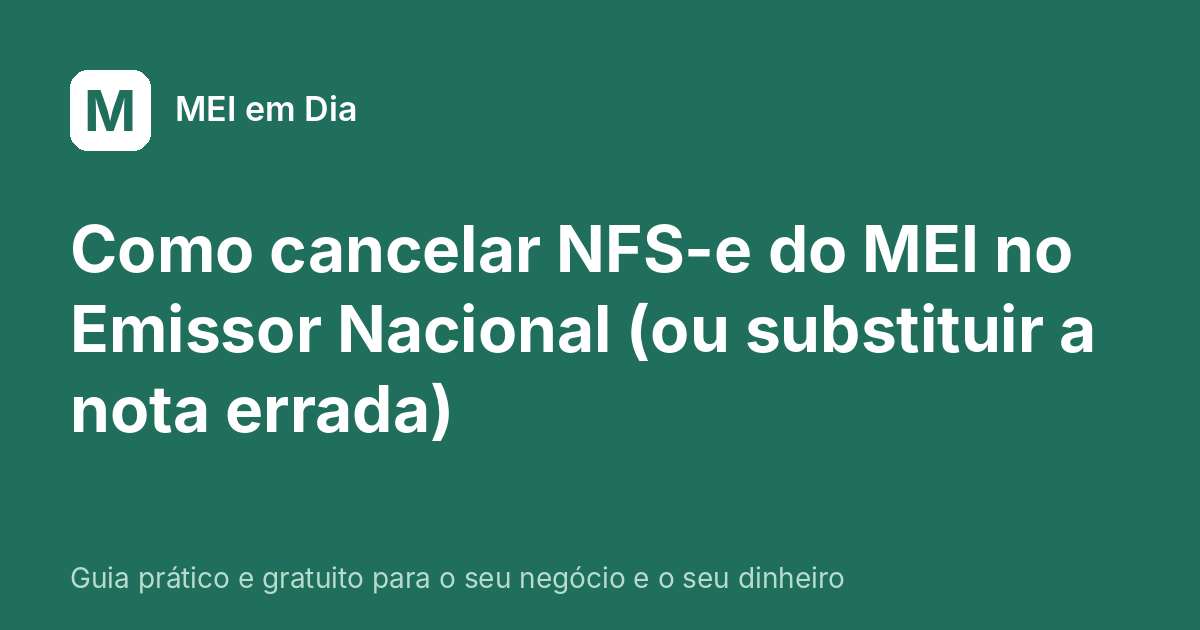 M
MEI em Dia
Como cancelar NFS-e do MEI no
Emissor Nacional (ou substituir a
nota errada)
Guia prático e gratuito para o seu negócio e o seu dinheiro